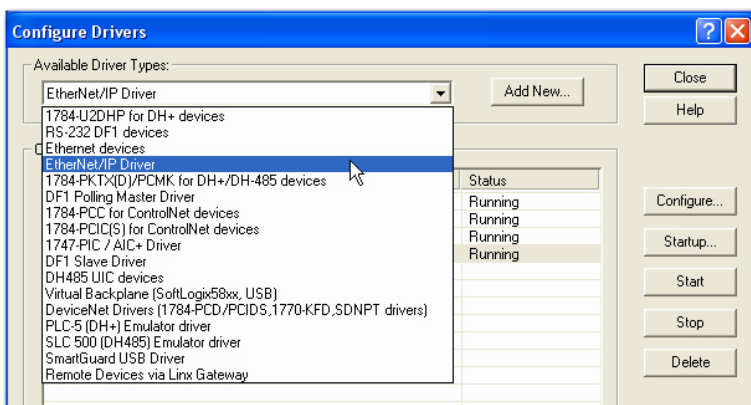 Configure Drivers
Available Driver Types:
EtherNet/IP Driver
Add New...
Close
Help
1784-U2DHP for DH+ devices
RS-232 DF1 devices
Ethernet devices
EtherNet/IP Driver
1784-PKTX(D)/PCMK for DH+/DH-485 devices
DF1 Polling Master Driver
1784-PCC for ControlNet devices
1784-PCIC(S) for ControlNet devices
1747-PIC / AIC+ Driver
DF1 Slave Driver
DH485 UIC devices
Virtual Backplane (SoftLogix58xx, USB)
DeviceNet Drivers (1784-PCD/PCIDS,1770-KFD,SDNPT drivers)
PLC-5 (DH+) Emulator driver
SLC 500 (DH485) Emulator driver
SmartGuard USB Driver
Remote Devices via Linx Gateway
Status
Running
Running
Running
Running
Configure...
Startup...
Start
Stop
Delete